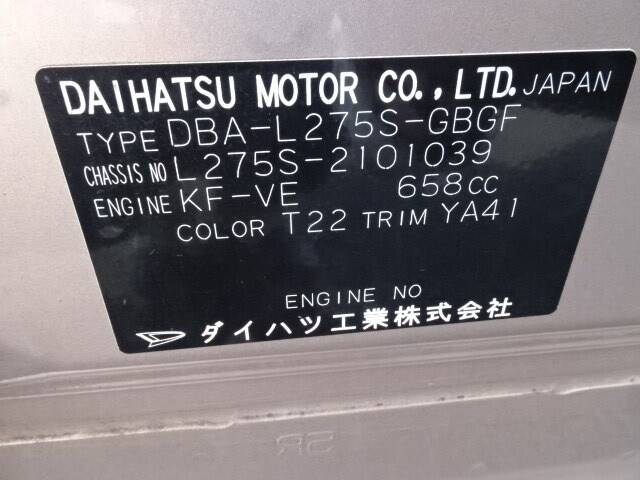 DAIHATSU MOTOR CO., LTD. JAPAN
TYPE DBA-L275S-GBGF
CHASSIS NO L275S-2101039
ENGINE KF-VE 658CC
COLOR T22 TRIM YA41
ENGINE NO
ダイハツ工業株式会社
SR